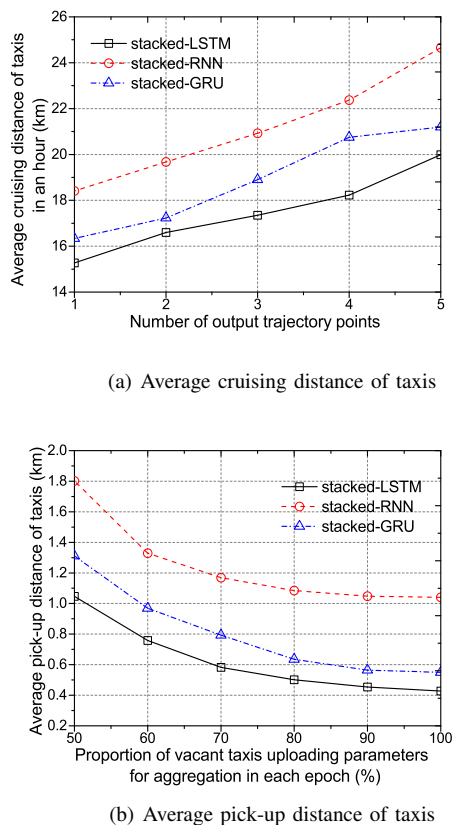 26
24
22
20
18
16
14
Average cruising distance of taxis
in an hour (km)
stacked-LSTM
stacked-RNN
stacked-GRU
1 2 3 4 5
Number of output trajectory points
(a) Average cruising distance of taxis
2.0
1.8
1.6
1.4
1.2
1.0
0.8
0.6
0.4
0.2
Average pick-up distance of taxis (km)
stacked-LSTM
stacked-RNN
stacked-GRU
50 60 70 80 90 100
Proportion of vacant taxis uploading parameters
for aggregation in each epoch (%)
(b) Average pick-up distance of taxis